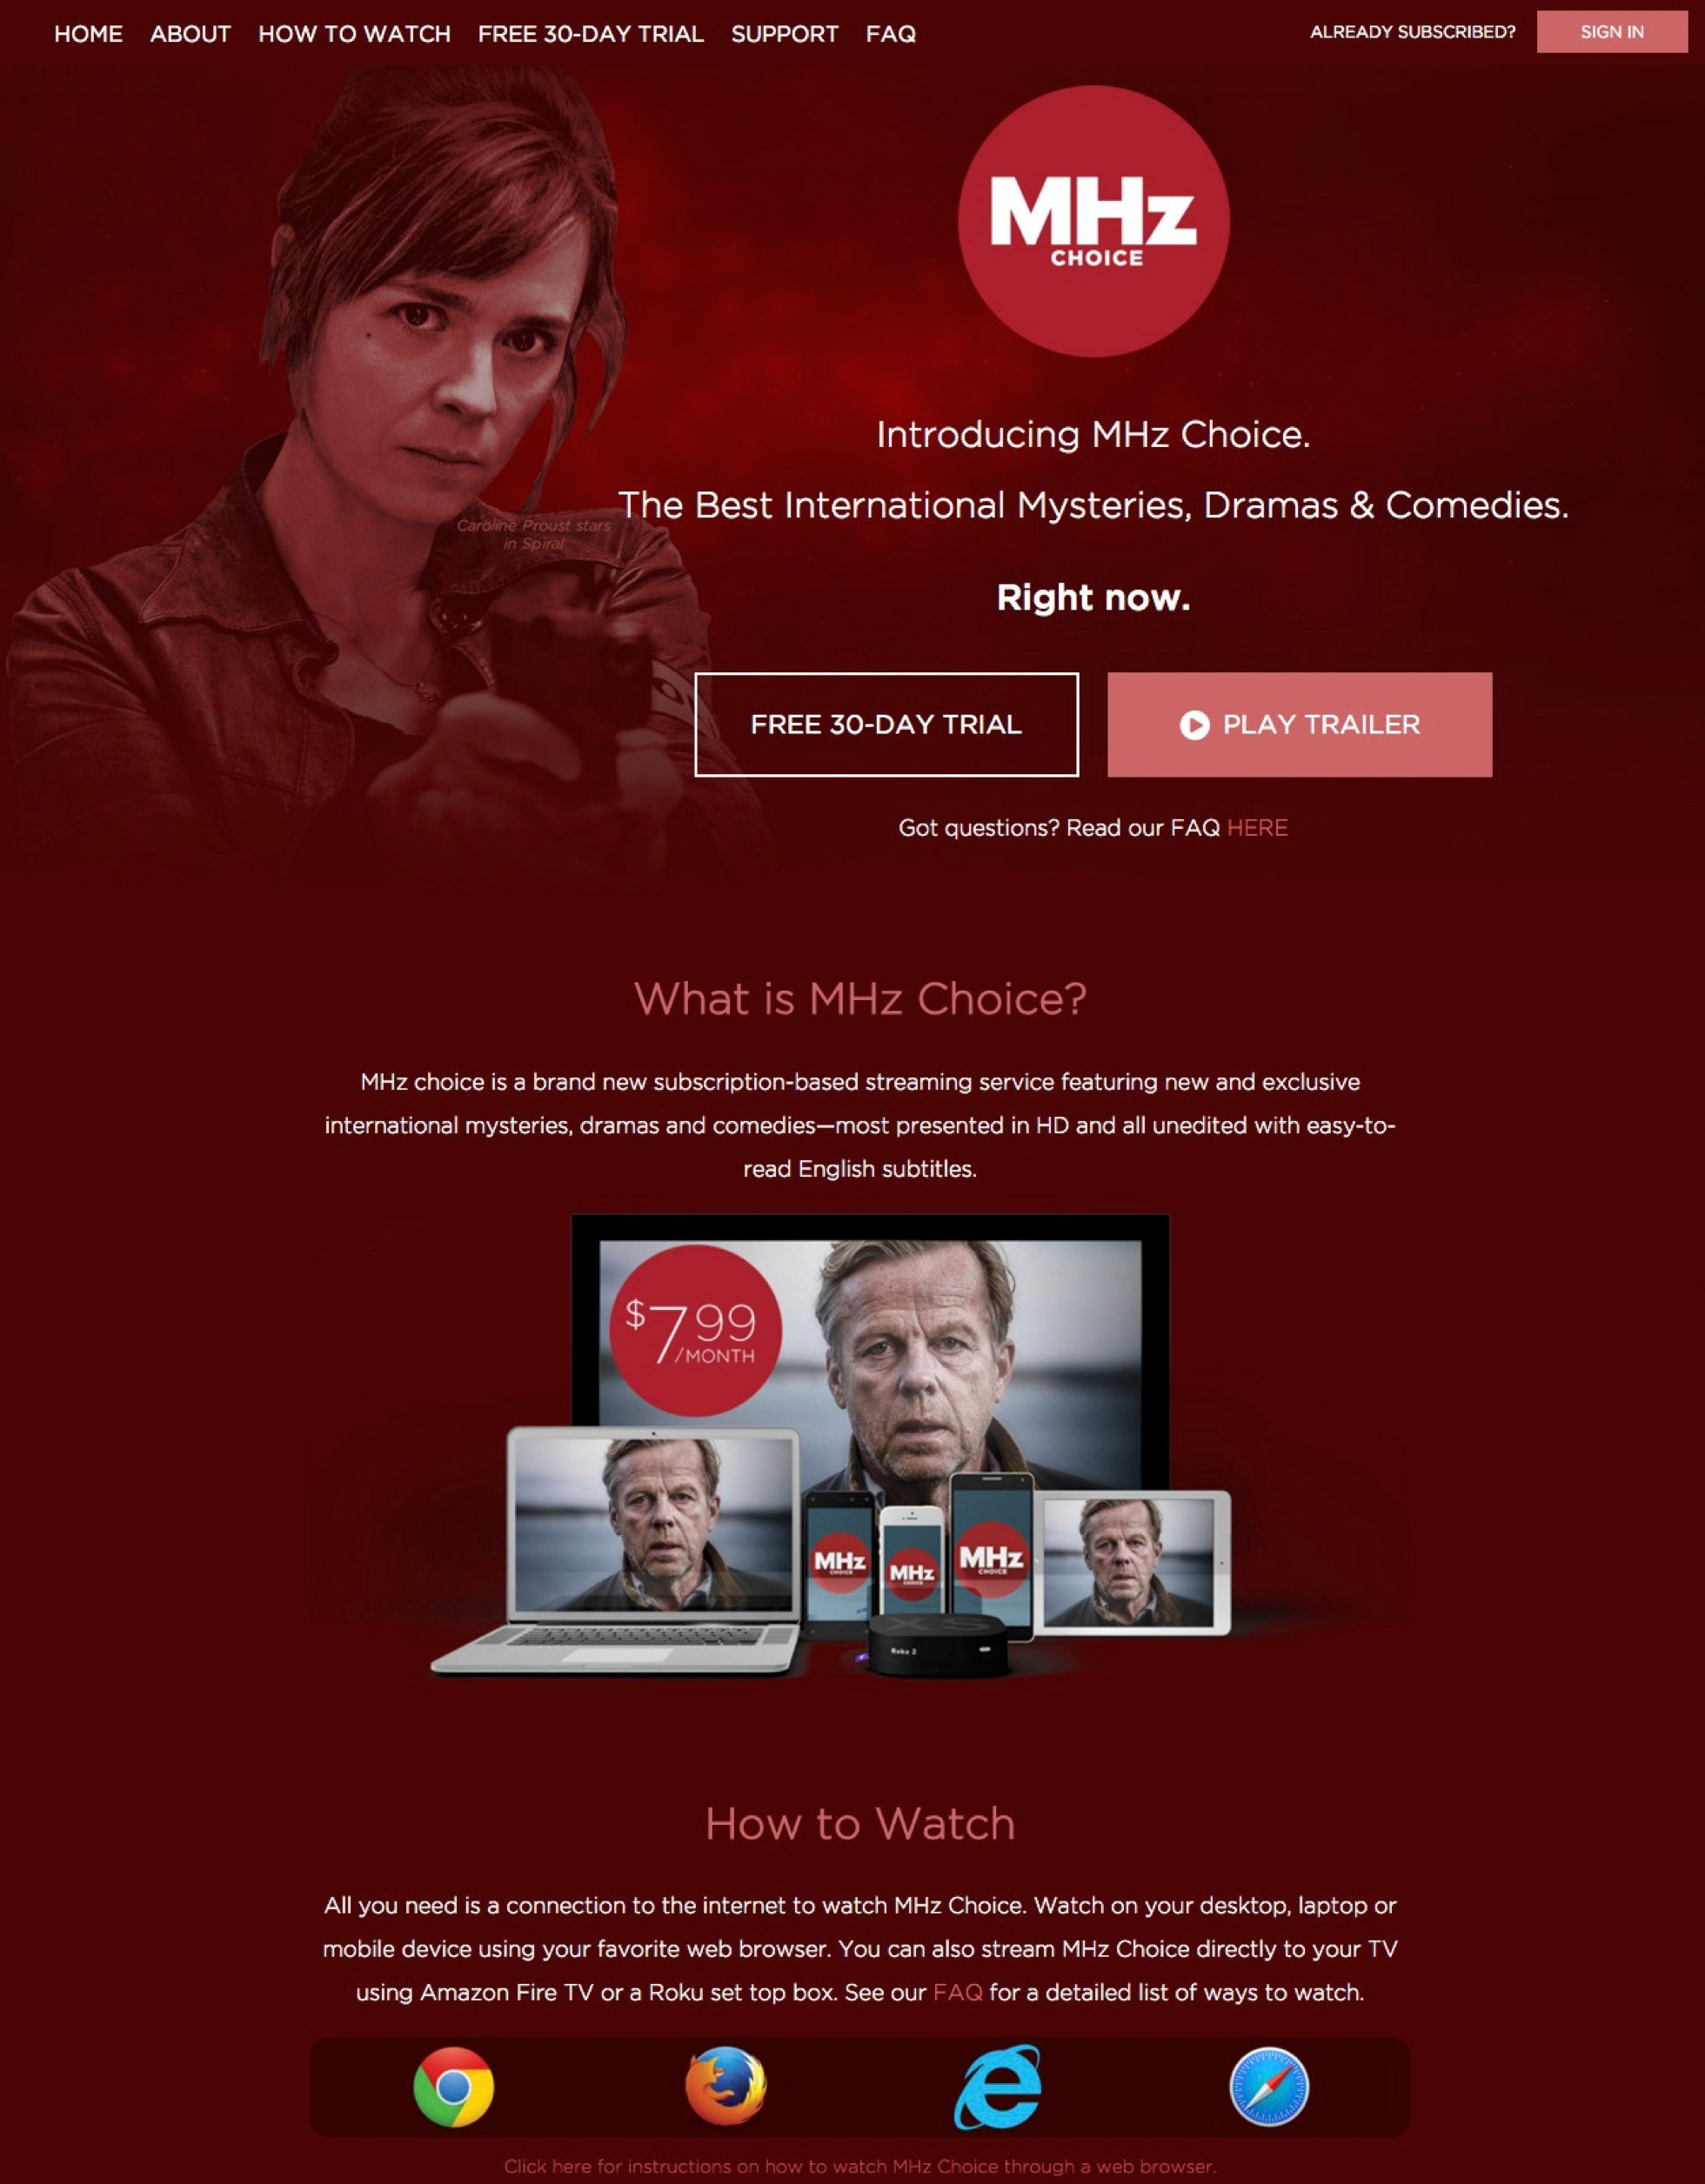 HOME ABOUT HOW TO WATCH FREE 30-DAY TRIAL SUPPORT FAQ ALREADY SUBSCRIBED? SIGN IN
MHz
CHOICE
Introducing MHz Choice.
The Best International Mysteries, Dramas & Comedies.
Caroline Proust stars
in Spiral
Right now.
FREE 30-DAY TRIAL PLAY TRAILER
Got questions? Read our FAQ HERE
What is MHz Choice?
MHz choice is a brand new subscription-based streaming service featuring new and exclusive
international mysteries, dramas and comedies—most presented in HD and all unedited with easy-to-
read English subtitles.
$799
/MONTH
MHz
CHOICE
MHz
CHOICE
MHz
CHOICE
XS
Roku 2
How to Watch
All you need is a connection to the internet to watch MHz Choice. Watch on your desktop, laptop or
mobile device using your favorite web browser. You can also stream MHz Choice directly to your TV
using Amazon Fire TV or a Roku set top box. See our FAQ for a detailed list of ways to watch.
Click here for instructions on how to watch MHz Choice through a web browser.